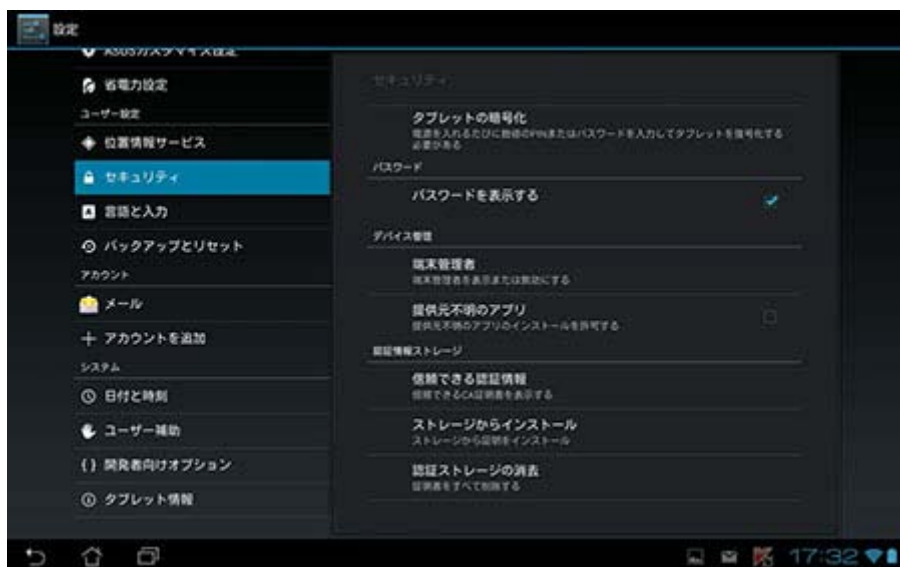 設定
ASUSカスタマイズ設定
省電力設定
ユーザー設定
位置情報サービス
セキュリティ
言語と入力
バックアップとリセット
アカウント
メール
アカウントを追加
システム
日付と時刻
ユーザー補助
開発者向けオプション
タブレット情報
セキュリティ
タブレットの暗号化
電源を入れるたびに数値のPINまたはパスワードを入力してタブレットを復号化する
必要がある
パスワード
パスワードを表示する
デバイス管理
端末管理者
端末管理者を表示または無効にする
提供元不明のアプリ
提供元不明のアプリのインストールを許可する
認証情報ストレージ
信頼できる認証情報
信頼できるCA証明書を表示する
ストレージからインストール
ストレージから証明をインストール
認証ストレージの消去
証明書をすべて削除する
17:32